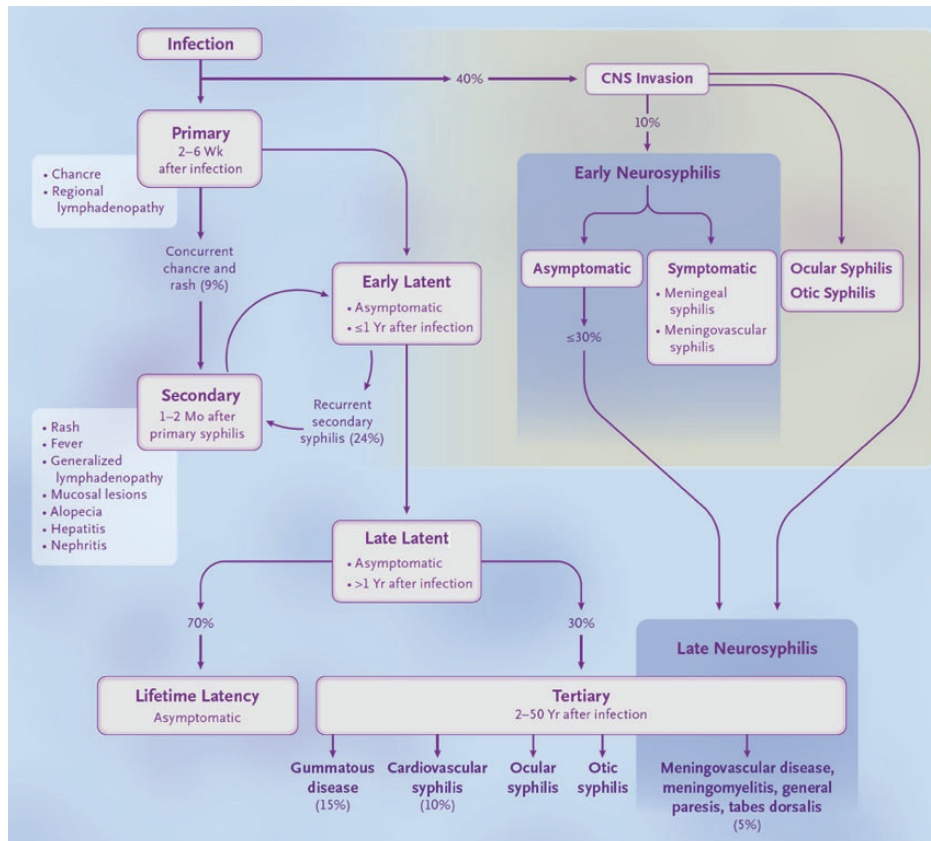 Infection
40%
CNS Invasion
10%
Primary
2–6 Wk
after infection
• Chancre
• Regional
lymphadenopathy
Concurrent
chancre and
rash (9%)
Early Latent
• Asymptomatic
• ≤1 Yr after infection
Secondary
1–2 Mo after
primary syphilis
Recurrent
secondary
syphilis (24%)
• Rash
• Fever
• Generalized
lymphadenopathy
• Mucosal lesions
• Alopecia
• Hepatitis
• Nephritis
Early Neurosyphilis
Asymptomatic
≤30%
Symptomatic
• Meningeal
syphilis
• Meningovascular
syphilis
Ocular Syphilis
Otic Syphilis
Late Latent
• Asymptomatic
• >1 Yr after infection
70%
30%
Late Neurosyphilis
Lifetime Latency
Asymptomatic
Tertiary
2–50 Yr after infection
Gummatous
disease
(15%)
Cardiovascular
syphilis
(10%)
Ocular
syphilis
Otic
syphilis
Meningovascular disease,
meningomyelitis, general
paresis, tabes dorsalis
(5%)